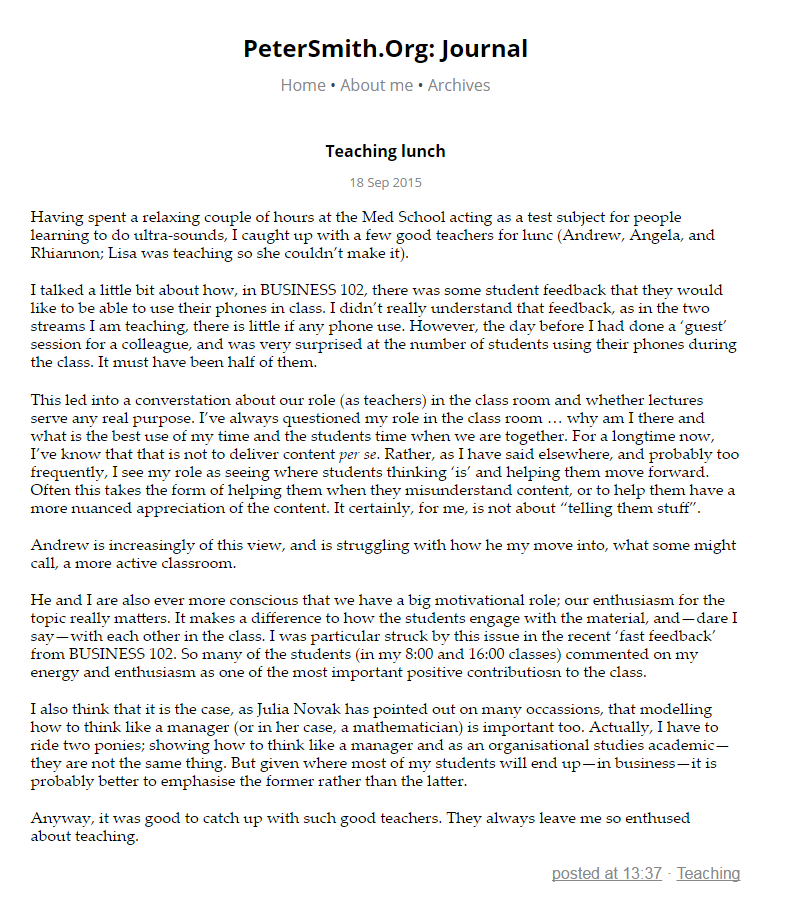 PeterSmith.Org: Journal
Home • About me • Archives
Teaching lunch
18 Sep 2015
Having spent a relaxing couple of hours at the Med School acting as a test subject for people
learning to do ultra-sounds, I caught up with a few good teachers for lunc (Andrew, Angela, and
Rhiannon; Lisa was teaching so she couldn’t make it).
I talked a little bit about how, in BUSINESS 102, there was some student feedback that they would
like to be able to use their phones in class. I didn’t really understand that feedback, as in the two
streams I am teaching, there is little if any phone use. However, the day before I had done a ‘guest’
session for a colleague, and was very surprised at the number of students using their phones during
the class. It must have been half of them.
This led into a converstation about our role (as teachers) in the class room and whether lectures
serve any real purpose. I’ve always questioned my role in the class room … why am I there and
what is the best use of my time and the students time when we are together. For a longtime now,
I’ve know that that is not to deliver content per se. Rather, as I have said elsewhere, and probably too
frequently, I see my role as seeing where students thinking ‘is’ and helping them move forward.
Often this takes the form of helping them when they misunderstand content, or to help them have a
more nuanced appreciation of the content. It certainly, for me, is not about “telling them stuff”.
Andrew is increasingly of this view, and is struggling with how he my move into, what some might
call, a more active classroom.
He and I are also ever more conscious that we have a big motivational role; our enthusiasm for the
topic really matters. It makes a difference to how the students engage with the material, and—dare I
say—with each other in the class. I was particular struck by this issue in the recent ‘fast feedback’
from BUSINESS 102. So many of the students (in my 8:00 and 16:00 classes) commented on my
energy and enthusiasm as one of the most important positive contributiosn to the class.
I also think that it is the case, as Julia Novak has pointed out on many occassions, that modelling
how to think like a manager (or in her case, a mathematician) is important too. Actually, I have to
ride two ponies; showing how to think like a manager and as an organisational studies academic—
they are not the same thing. But given where most of my students will end up—in business—it is
probably better to emphasise the former rather than the latter.
Anyway, it was good to catch up with such good teachers. They always leave me so enthused
about teaching.
posted at 13:37 · Teaching